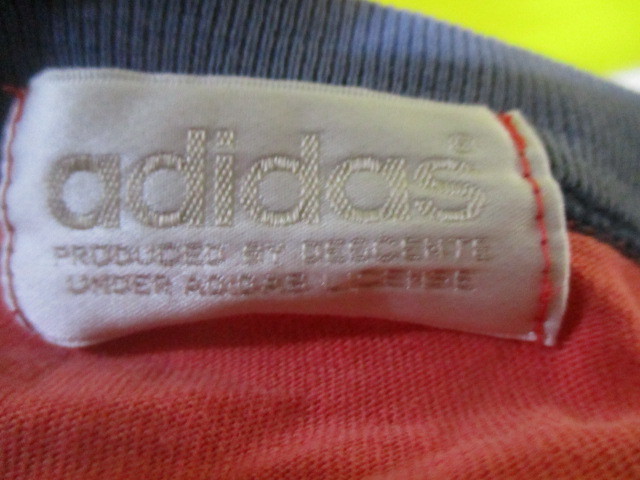 adidas®
PRODUCED BY DESCENTE
UNDER ADIDAS LICENSE